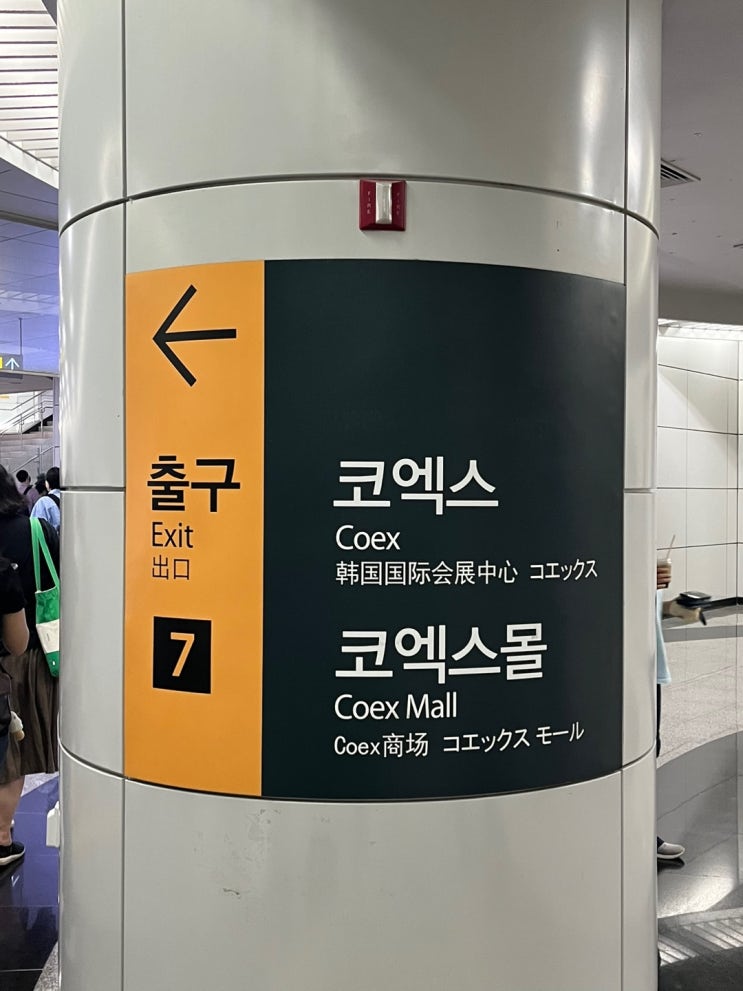 FIRE FIRE
출구
Exit
出口
7
코엑스
Coex
韩国国际会展中心 コエックス
코엑스몰
Coex Mall
Coex商场 コエックス モール